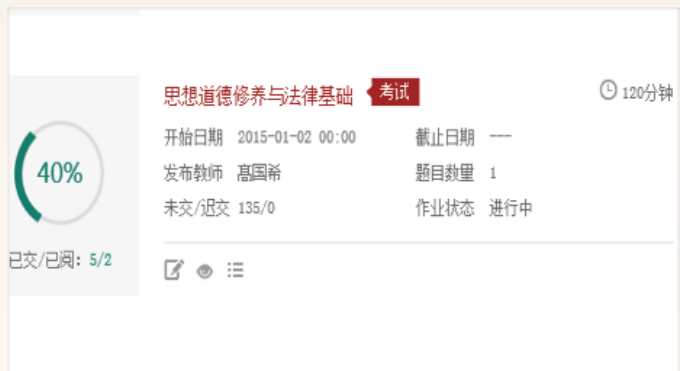 思想道德修养与法律基础 考试 120分钟
开始日期 2015-01-02 00:00 截止日期 ---
40%
发布教师 高国希 题目数量 1
未交/迟交 135/0 作业状态 进行中
已交/已阅: 5/2